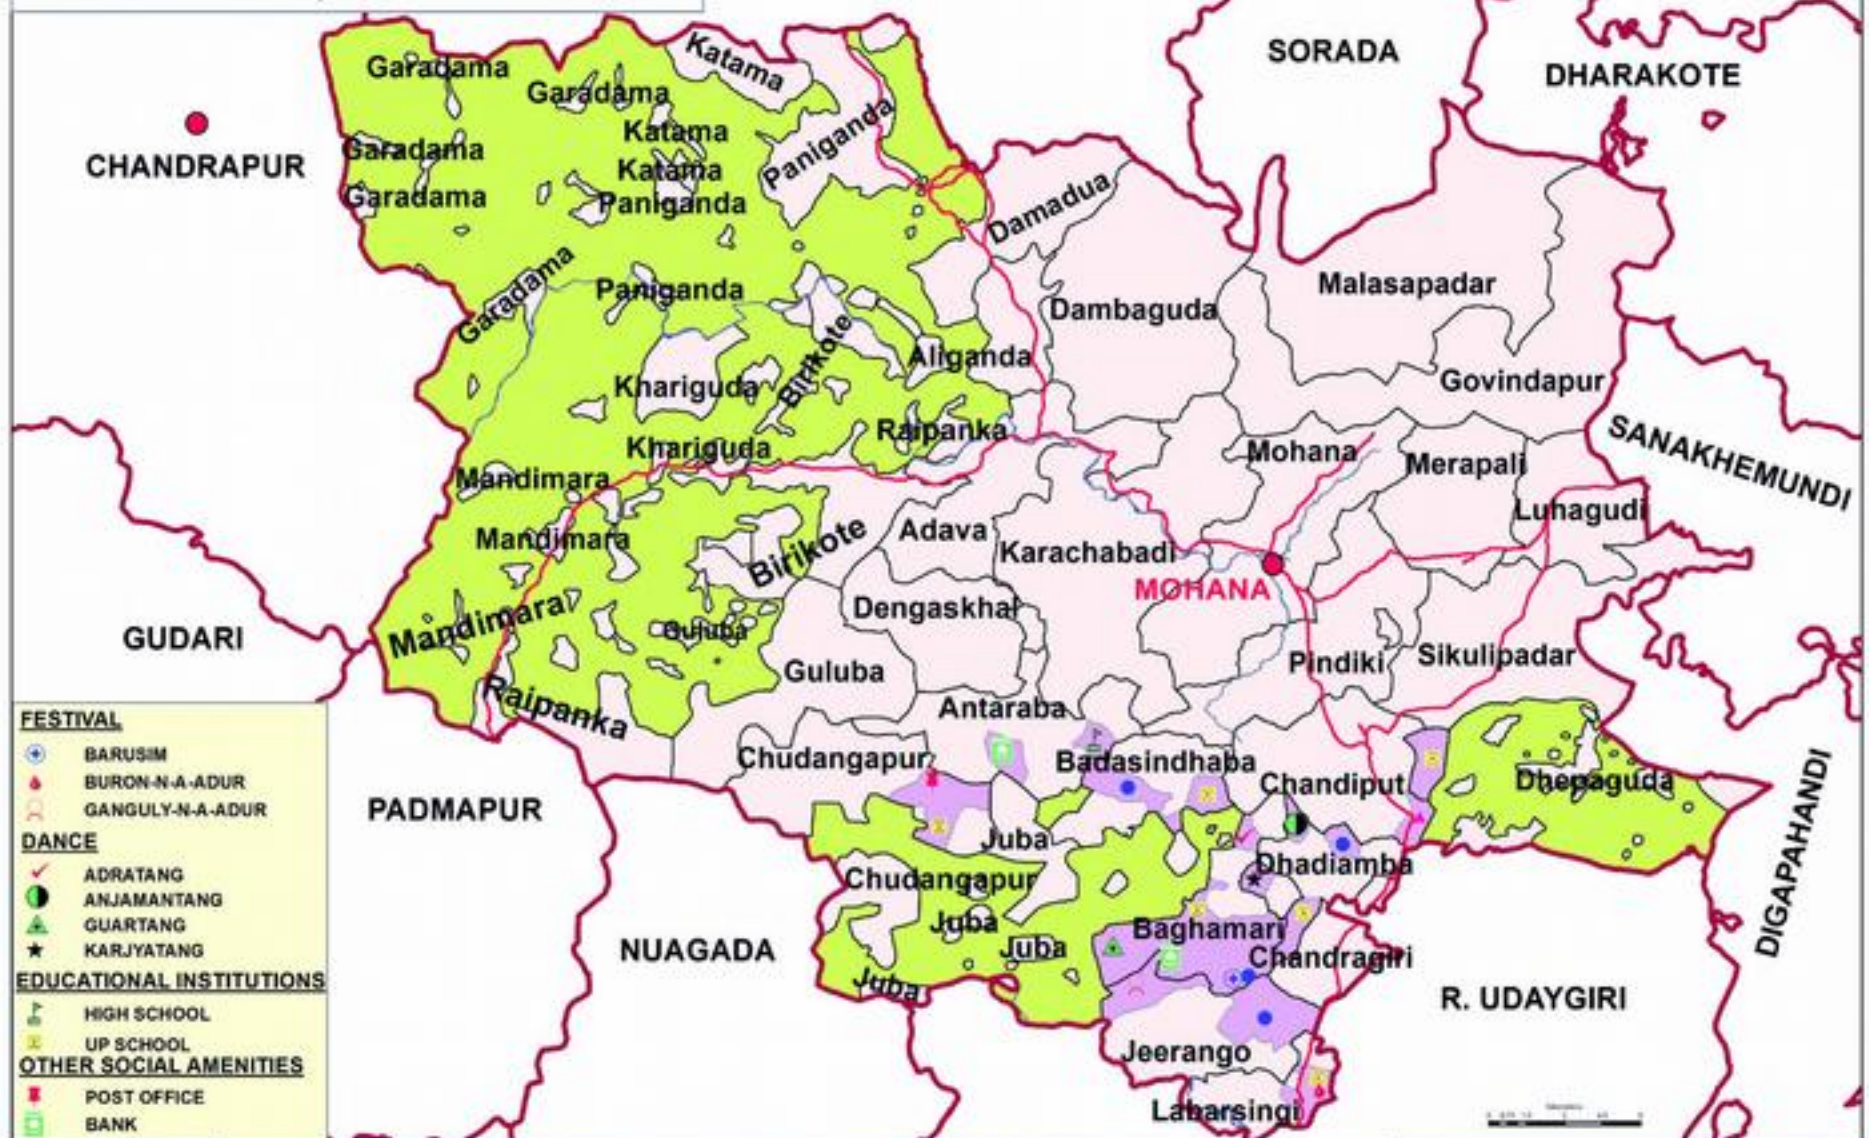 SORADA
DHARAKOTE
Katama
Garadama
Garadama
Katama
Paniganda
Garadama
CHANDRAPUR
Katama
Garadama
Paniganda
Damadua
Garadama
Paniganda
Malasapadar
Dambaguda
Birikote
Aliganda
Khariguda
Govindapur
Raipanka
SANAKHEMUNDI
Khariguda
Mohana
Merapali
Mandimara
Luhagudi
Mandimara
Birikote
Adava
Karachabadi
MOHANA
Mandimara
Dengaskhal
Guluba
GUDARI
Guluba
Pindiki
Sikulipadar
Raipanka
Antaraba
Chudangapur
Badasindhaba
Chandiput
Dhepaguda
PADMAPUR
Juba
Dhadiamba
DIGAPAHANDI
Chudangapur
Juba
Baghamari
NUAGADA
Juba
Chandragiri
Juba
R. UDAYGIRI
Jeerango
Labarsingi
FESTIVAL
BARUSIM
BURON-N-A-ADUR
GANGULY-N-A-ADUR
DANCE
ADRATANG
ANJAMANTANG
GUARTANG
KARJYATANG
EDUCATIONAL INSTITUTIONS
HIGH SCHOOL
UP SCHOOL
OTHER SOCIAL AMENITIES
POST OFFICE
BANK